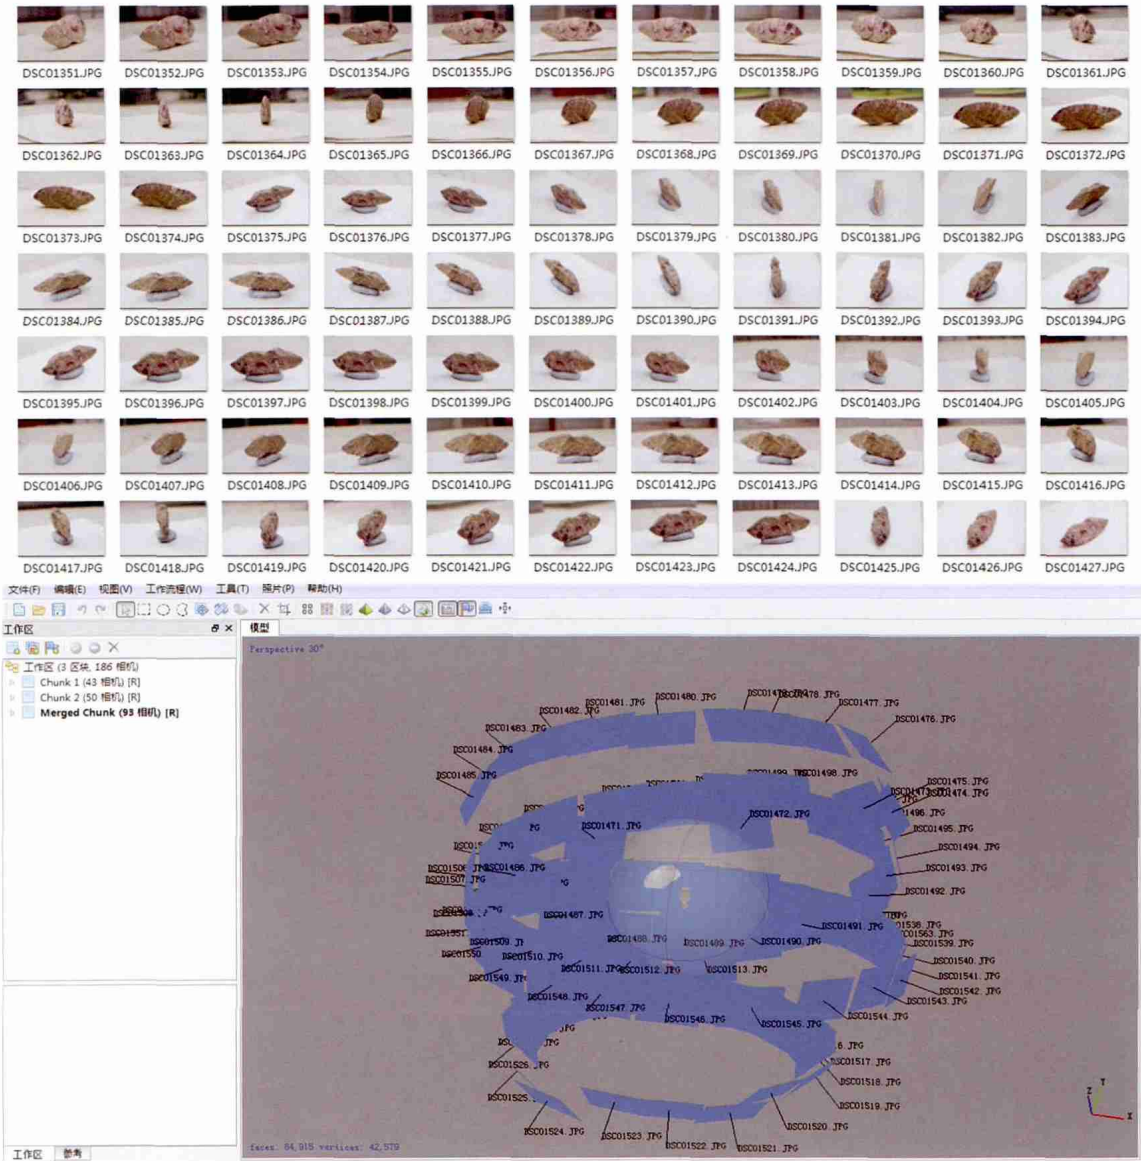 DSC01351.JPG DSC01352.JPG DSC01353.JPG DSC01354.JPG DSC01355.JPG DSC01356.JPG DSC01357.JPG DSC01358.JPG DSC01359.JPG DSC01360.JPG DSC01361.JPG
DSC01362.JPG DSC01363.JPG DSC01364.JPG DSC01365.JPG DSC01366.JPG DSC01367.JPG DSC01368.JPG DSC01369.JPG DSC01370.JPG DSC01371.JPG DSC01372.JPG
DSC01373.JPG DSC01374.JPG DSC01375.JPG DSC01376.JPG DSC01377.JPG DSC01378.JPG DSC01379.JPG DSC01380.JPG DSC01381.JPG DSC01382.JPG DSC01383.JPG
DSC01384.JPG DSC01385.JPG DSC01386.JPG DSC01387.JPG DSC01388.JPG DSC01389.JPG DSC01390.JPG DSC01391.JPG DSC01392.JPG DSC01393.JPG DSC01394.JPG
DSC01395.JPG DSC01396.JPG DSC01397.JPG DSC01398.JPG DSC01399.JPG DSC01400.JPG DSC01401.JPG DSC01402.JPG DSC01403.JPG DSC01404.JPG DSC01405.JPG
DSC01406.JPG DSC01407.JPG DSC01408.JPG DSC01409.JPG DSC01410.JPG DSC01411.JPG DSC01412.JPG DSC01413.JPG DSC01414.JPG DSC01415.JPG DSC01416.JPG
DSC01417.JPG DSC01418.JPG DSC01419.JPG DSC01420.JPG DSC01421.JPG DSC01422.JPG DSC01423.JPG DSC01424.JPG DSC01425.JPG DSC01426.JPG DSC01427.JPG
文件(F) 编辑(E) 视图(V) 工作流程(W) 工具(T) 照片(P) 帮助(H)
工作区
模型
工作区 (3 区块, 186 相机)
Chunk 1 (43 相机) [R]
Chunk 2 (50 相机) [R]
Merged Chunk (93 相机) [R]
Perspective 30°
DSC01480.JPG
DSC01481.JPG
DSC01482.JPG
DSC01478.JPG
DSC01477.JPG
DSC01476.JPG
DSC01483.JPG
DSC01484.JPG
DSC01485.JPG
DSC01498.JPG
DSC01475.JPG
DSC01474.JPG
DSC01472.JPG
DSC01471.JPG
DSC01495.JPG
DSC01494.JPG
DSC01493.JPG
DSC01486.JPG
DSC01492.JPG
DSC01487.JPG
DSC01491.JPG
DSC01488.JPG
DSC01489.JPG
DSC01490.JPG
DSC01539.JPG
DSC01540.JPG
DSC01510.JPG
DSC01511.JPG
DSC01512.JPG
DSC01513.JPG
DSC01541.JPG
DSC01542.JPG
DSC01543.JPG
DSC01548.JPG
DSC01547.JPG
DSC01546.JPG
DSC01545.JPG
DSC01544.JPG
DSC01517.JPG
DSC01518.JPG
DSC01519.JPG
DSC01524.JPG
DSC01523.JPG
DSC01522.JPG
DSC01521.JPG
DSC01520.JPG
Z Y X
faces: 84,915 vertices: 42,579
工作区 参考